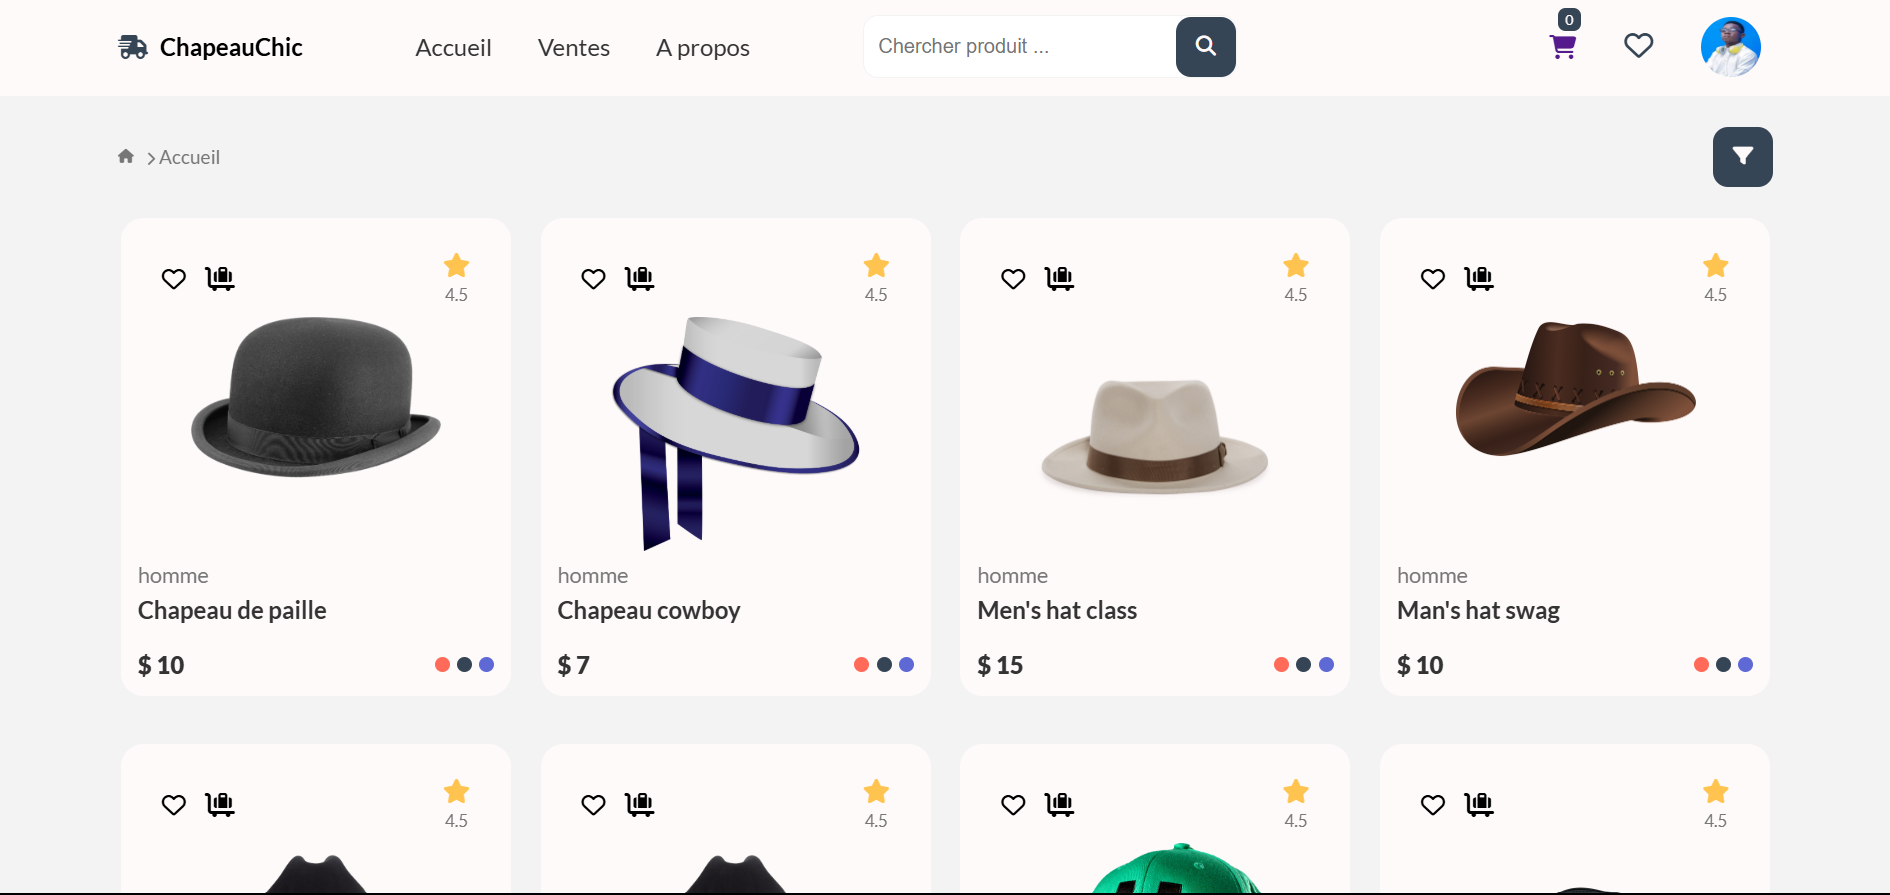 ChapeauChic
Accueil
Ventes
A propos
Chercher produit ...
0
Accueil
4.5
4.5
4.5
4.5
homme
Chapeau de paille
$ 10
homme
Chapeau cowboy
$ 7
homme
Men's hat class
$ 15
homme
Man's hat swag
$ 10
4.5
4.5
4.5
4.5